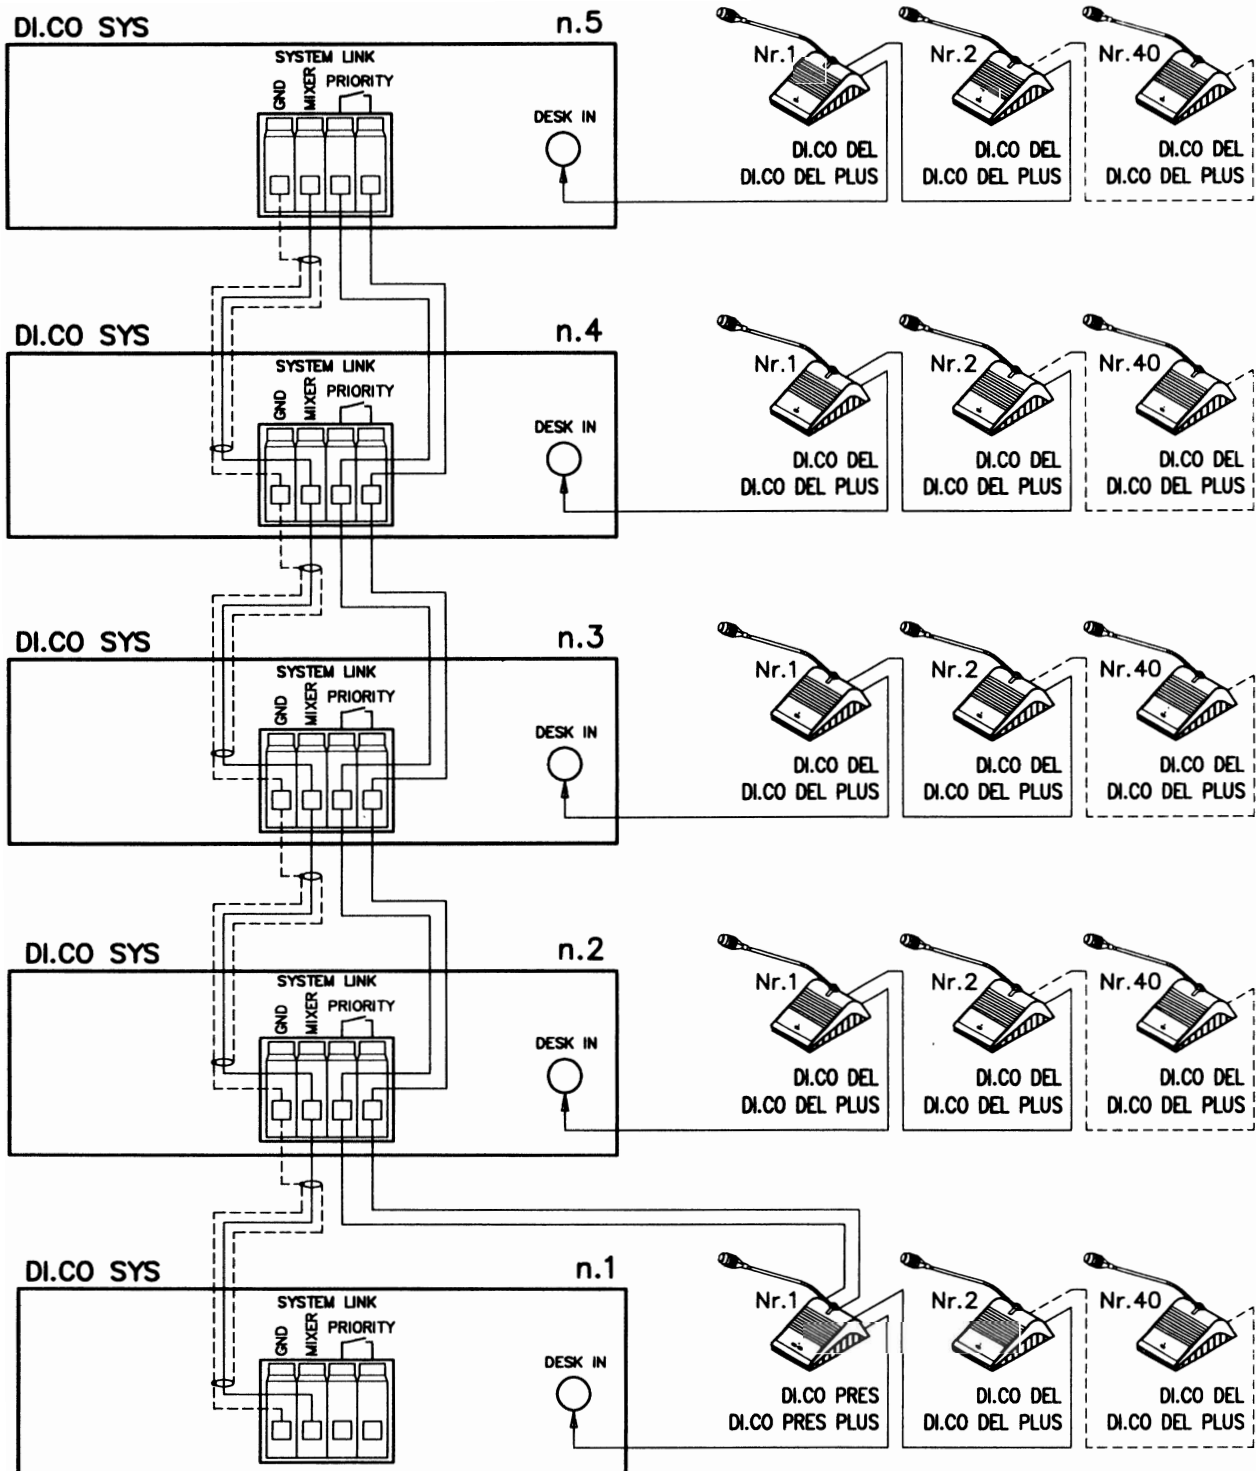 DI.CO SYS n.5
SYSTEM LINK
GND MIXER PRIORITY
DESK IN
Nr.1 Nr.2 Nr.40
DI.CO DEL DI.CO DEL DI.CO DEL
DI.CO DEL PLUS DI.CO DEL PLUS DI.CO DEL PLUS
DI.CO SYS n.4
SYSTEM LINK
GND MIXER PRIORITY
DESK IN
Nr.1 Nr.2 Nr.40
DI.CO DEL DI.CO DEL DI.CO DEL
DI.CO DEL PLUS DI.CO DEL PLUS DI.CO DEL PLUS
DI.CO SYS n.3
SYSTEM LINK
GND MIXER PRIORITY
DESK IN
Nr.1 Nr.2 Nr.40
DI.CO DEL DI.CO DEL DI.CO DEL
DI.CO DEL PLUS DI.CO DEL PLUS DI.CO DEL PLUS
DI.CO SYS n.2
SYSTEM LINK
GND MIXER PRIORITY
DESK IN
Nr.1 Nr.2 Nr.40
DI.CO DEL DI.CO DEL DI.CO DEL
DI.CO DEL PLUS DI.CO DEL PLUS DI.CO DEL PLUS
DI.CO SYS n.1
SYSTEM LINK
GND MIXER PRIORITY
DESK IN
Nr.1 Nr.2 Nr.40
DI.CO PRES DI.CO DEL DI.CO DEL
DI.CO PRES PLUS DI.CO DEL PLUS DI.CO DEL PLUS